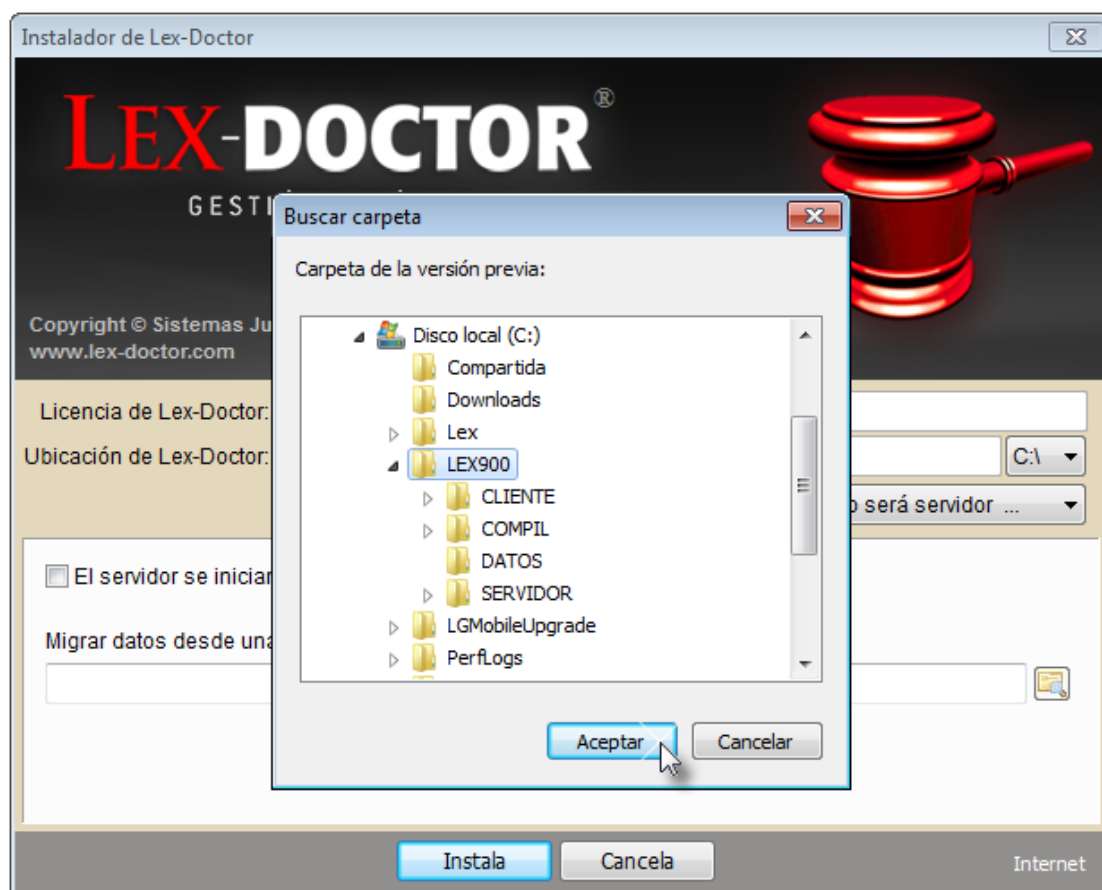 Instalador de Lex-Doctor
LEX-DOCTOR®
GESTI
Buscar carpeta
Carpeta de la versión previa:
Copyright © Sistemas Ju
www.lex-doctor.com
Disco local (C:)
Compartida
Downloads
Lex
LEX900
CLIENTE
COMPIL
DATOS
SERVIDOR
LGMobileUpgrade
PerfLogs
Licencia de Lex-Doctor:
Ubicación de Lex-Doctor:
C:\
o será servidor ...
El servidor se iniciar
Migrar datos desde una
Aceptar
Cancelar
Instala
Cancela
Internet